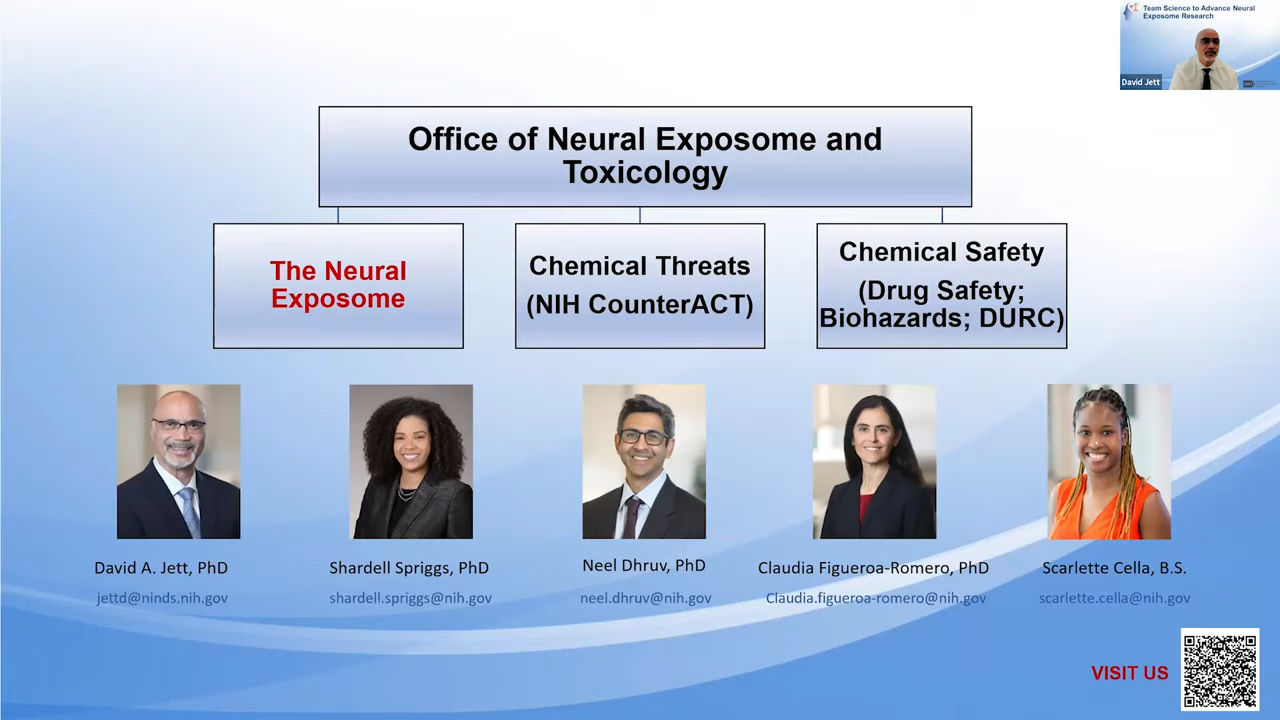 Team Science to Advance Neural
Exposome Research
David Jett
Office of Neural Exposome and
Toxicology
The Neural
Exposome
Chemical Threats
(NIH CounterACT)
Chemical Safety
(Drug Safety;
Biohazards; DURC)
David A. Jett, PhD
Shardell Spriggs, PhD
Neel Dhruv, PhD
Claudia Figueroa-Romero, PhD
Scarlette Cella, B.S.
jettd@ninds.nih.gov
shardell.spriggs@nih.gov
neel.dhruv@nih.gov
Claudia.figueroa-romero@nih.gov
scarlette.cella@nih.gov
VISIT US